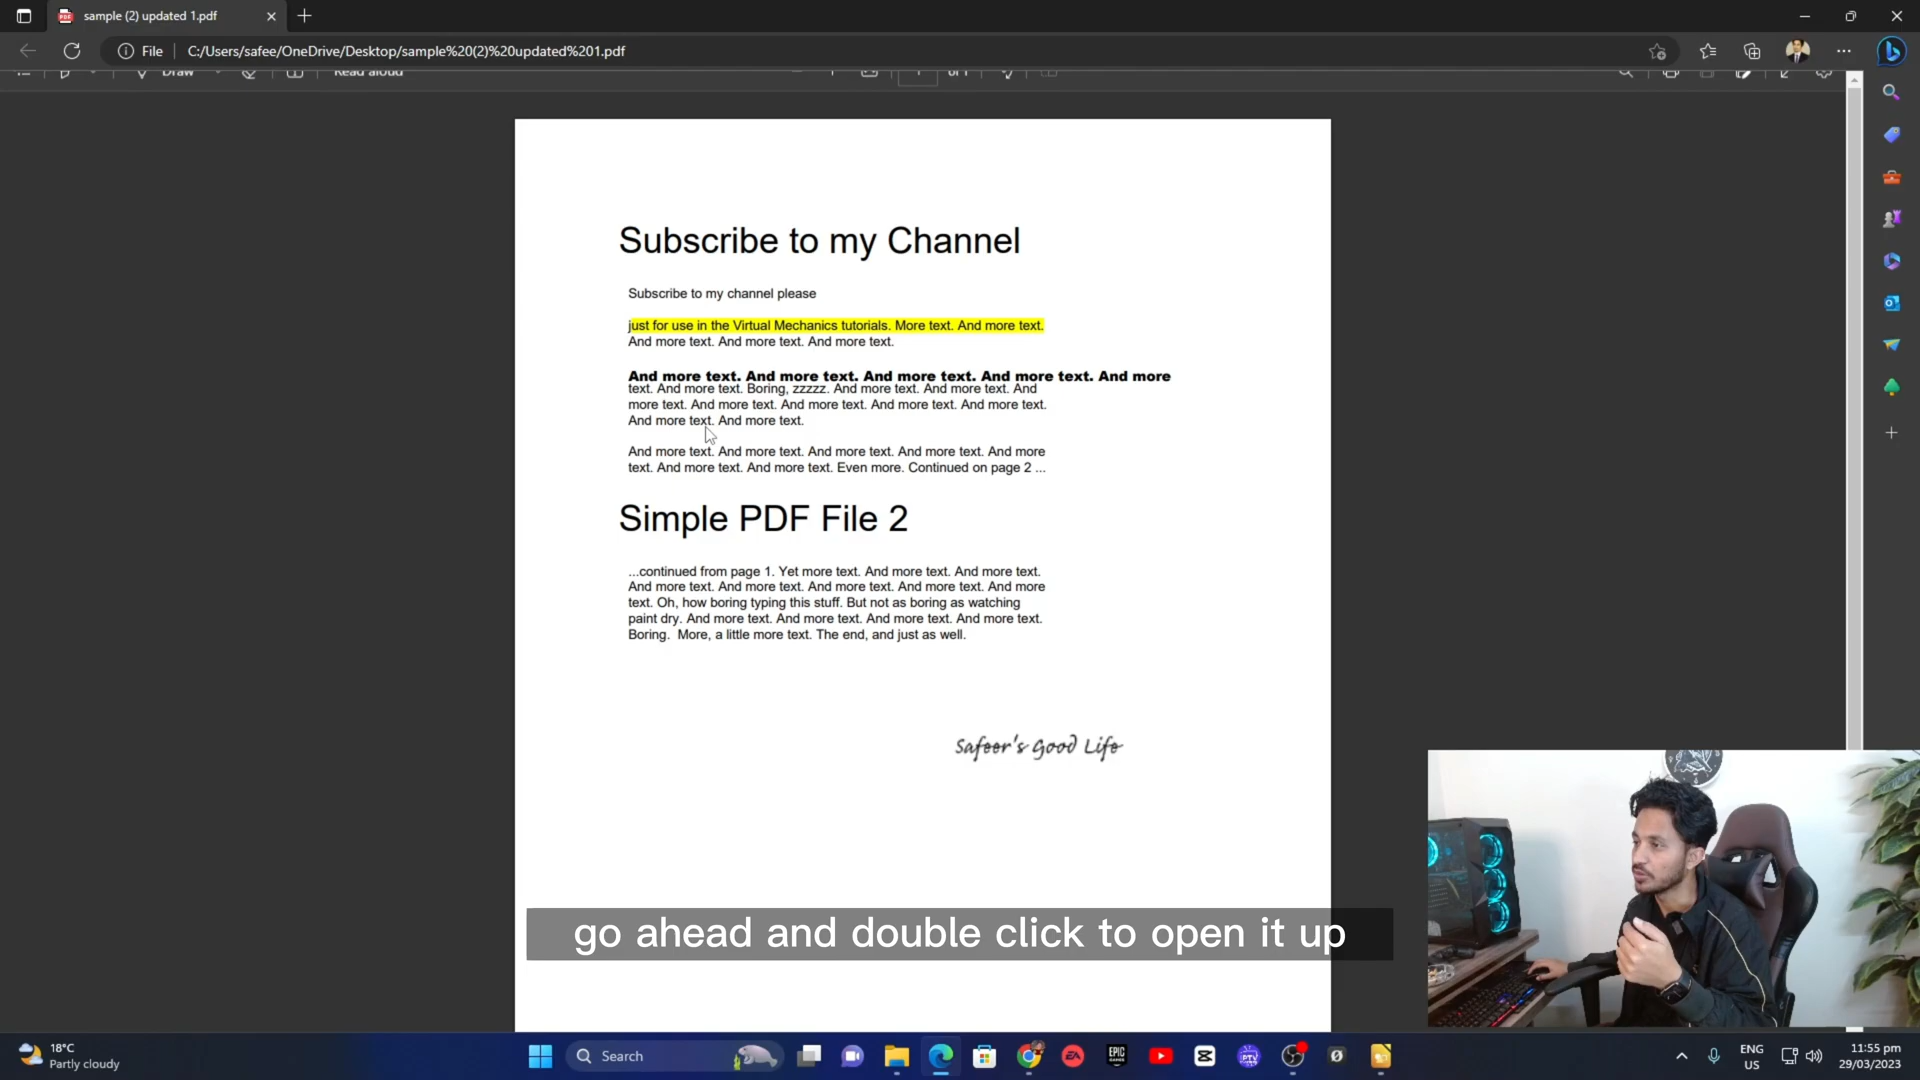 sample (2) updated 1.pdf
File
C:/Users/safee/OneDrive/Desktop/sample%20(2)%20updated%201.pdf
Draw
Read aloud
Subscribe to my Channel
Subscribe to my channel please
just for use in the Virtual Mechanics tutorials. More text. And more text.
And more text. And more text. And more text.
And more text. And more text. And more text. And more text. And more
text. And more text. Boring, zzzzz. And more text. And more text. And
more text. And more text. And more text. And more text. And more text.
And more text. And more text.
And more text. And more text. And more text. And more text. And more
text. And more text. And more text. Even more. Continued on page 2 ...
Simple PDF File 2
...continued from page 1. Yet more text. And more text. And more text.
And more text. And more text. And more text. And more text. And more
text. Oh, how boring typing this stuff. But not as boring as watching
paint dry. And more text. And more text. And more text. And more text.
Boring.  More, a little more text. The end, and just as well.
Safeer's Good Life
go ahead and double click to open it up
18°C
Partly cloudy
Search
EPIC
GAMES
EA
PTV
ENG
US
11:55 pm
29/03/2023